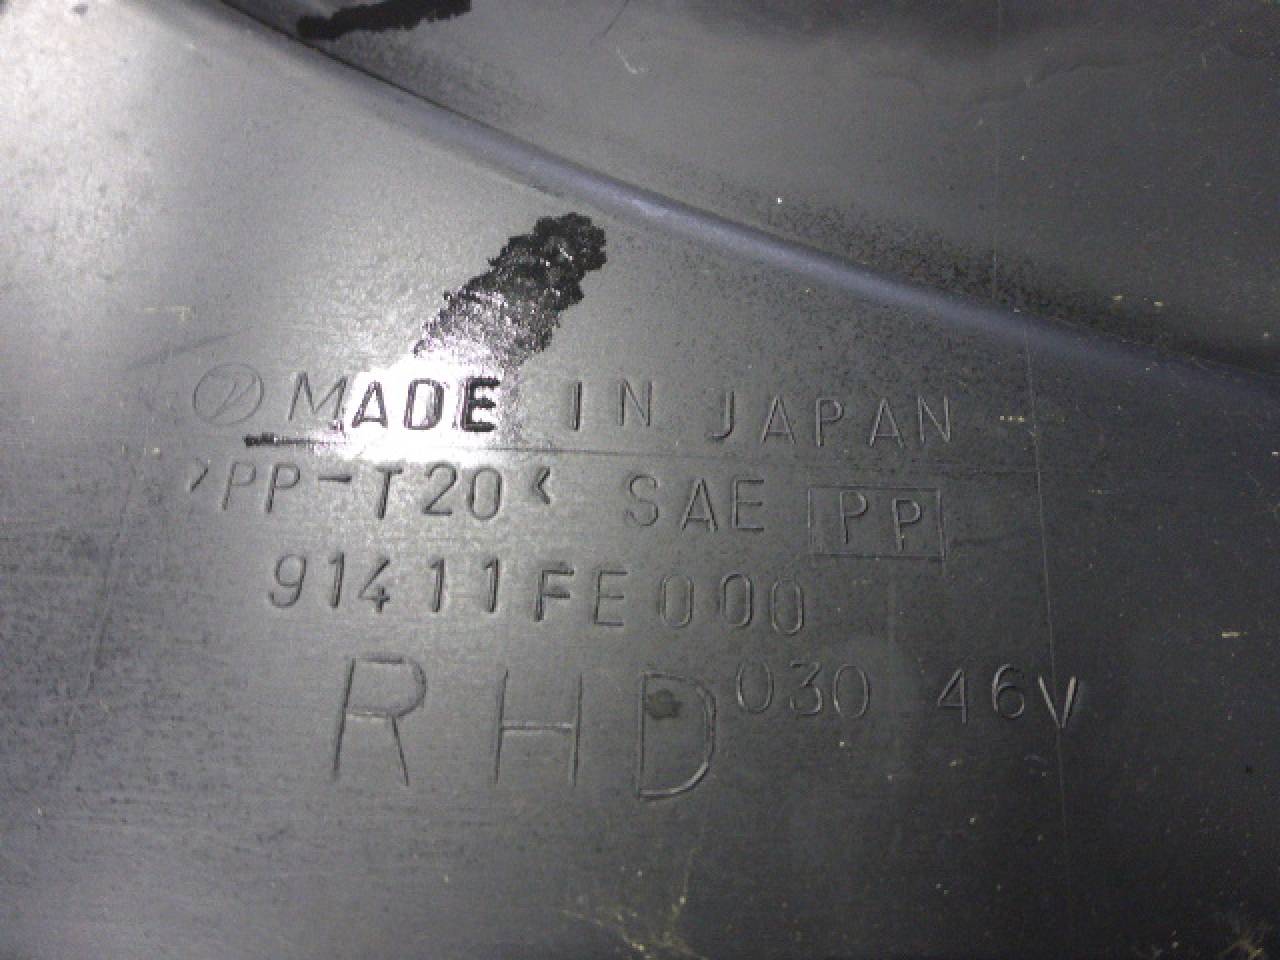 MADE IN JAPAN
>PP-T20< SAE PP
91411FE000
RHD 030 46V